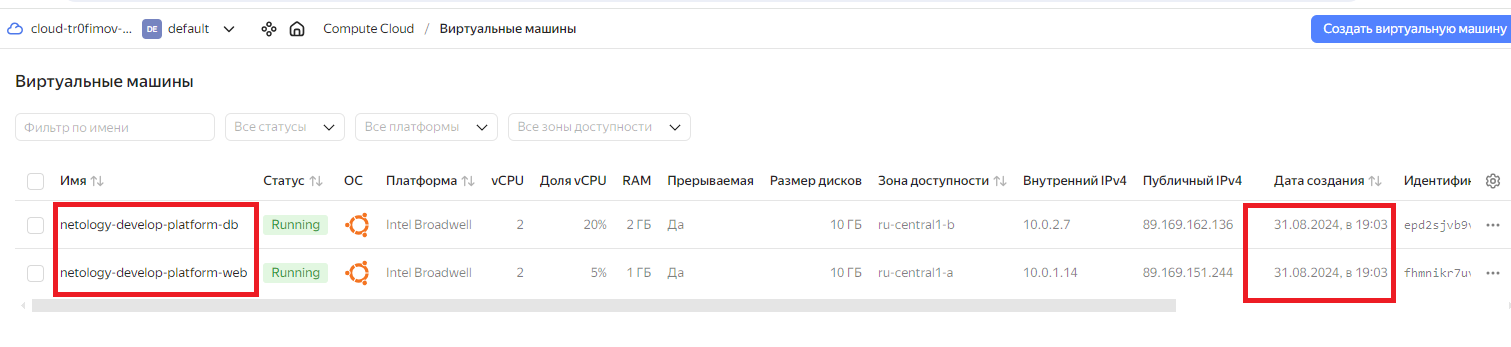 cloud-tr0fimov-... DE default Compute Cloud / Виртуальные машины Создать виртуальную машину
Виртуальные машины
Фильтр по имени Все статусы Все платформы Все зоны доступности
Имя Статус ОС Платформа vCPU Доля vCPU RAM Прерываемая Размер дисков Зона доступности Внутренний IPv4 Публичный IPv4 Дата создания Идентифик
netology-develop-platform-db Running Intel Broadwell 2 20% 2 ГБ Да 10 ГБ ru-central1-b 10.0.2.7 89.169.162.136 31.08.2024, в 19:03 epd2sjvb9v
netology-develop-platform-web Running Intel Broadwell 2 5% 1 ГБ Да 10 ГБ ru-central1-a 10.0.1.14 89.169.151.244 31.08.2024, в 19:03 fhmnikr7uv